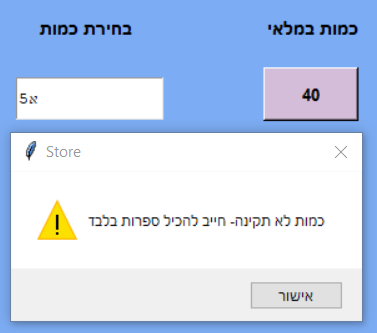 כמות במלאי
בחירת כמות
40
5א
Store
כמות לא תקינה- חייב להכיל ספרות בלבד
אישור